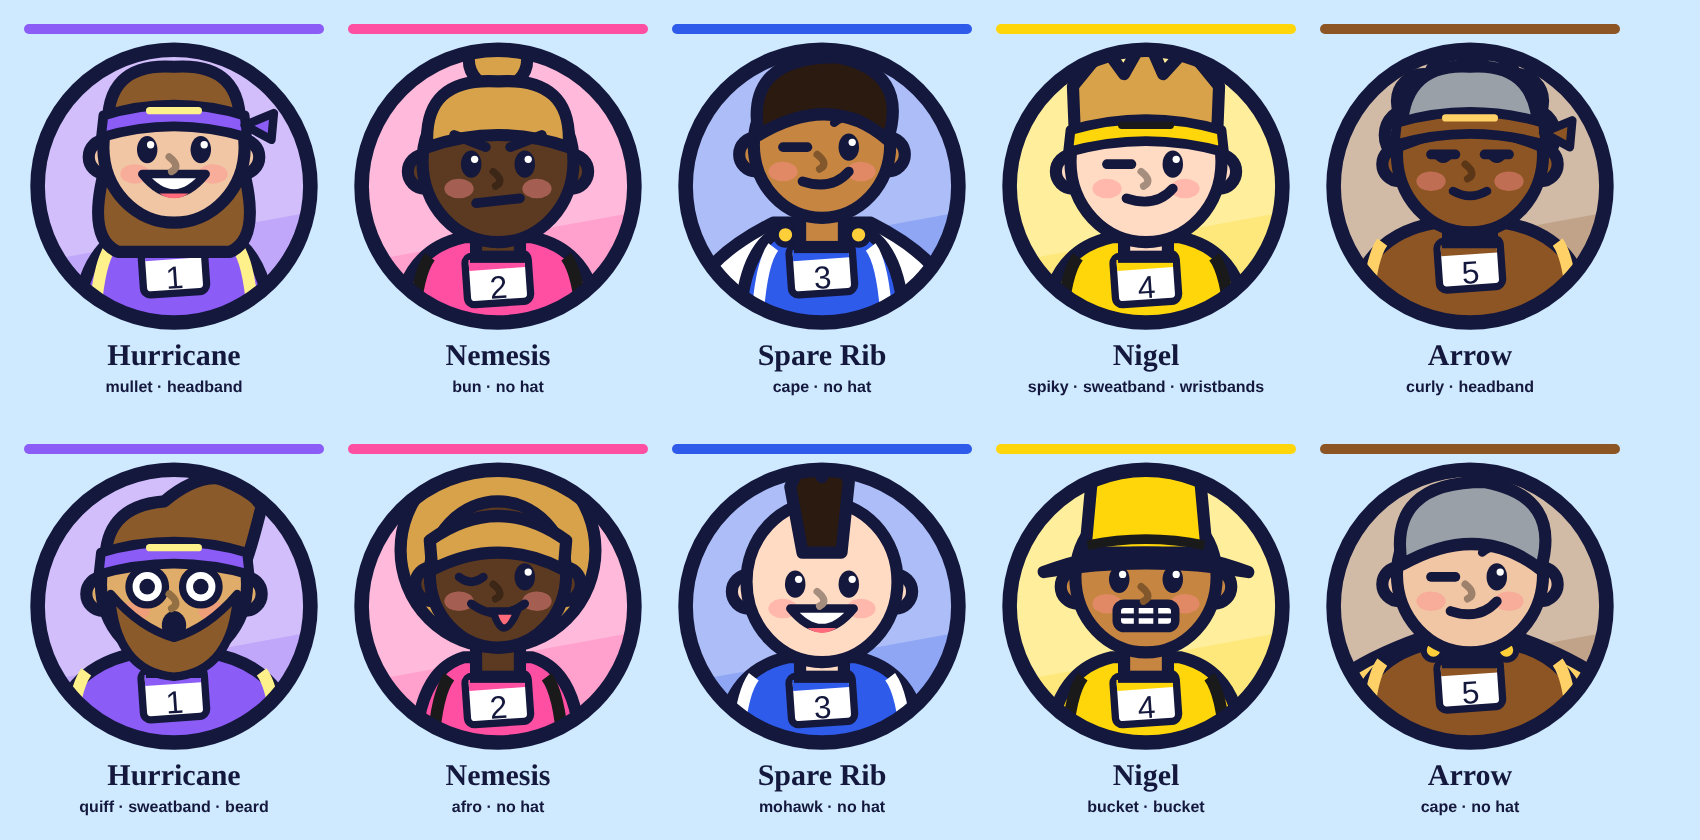 1
2
3
4
5
Hurricane
Nemesis
Spare Rib
Nigel
Arrow
mullet · headband
bun · no hat
cape · no hat
spiky · sweatband · wristbands
curly · headband
1
2
3
4
5
Hurricane
Nemesis
Spare Rib
Nigel
Arrow
quiff · sweatband · beard
afro · no hat
mohawk · no hat
bucket · bucket
cape · no hat